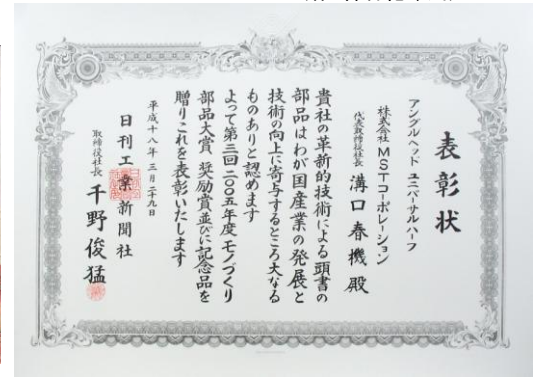 表彰状
アングルヘッド ユニバーサルハーフ
株式会社 MSTコーポレーション
代表取締役社長 溝口春機 殿
貴社の革新的技術による頭書の
部品はわが国産業の発展と
技術の向上に寄与するところ大なる
ものありと認めます
よって第三回二〇〇五年度モノづくり
部品大賞 奨励賞並びに記念品を
贈りこれを表彰いたします
平成十八年 三月二十九日
日刊工業新聞社
取締役社長 千野俊猛